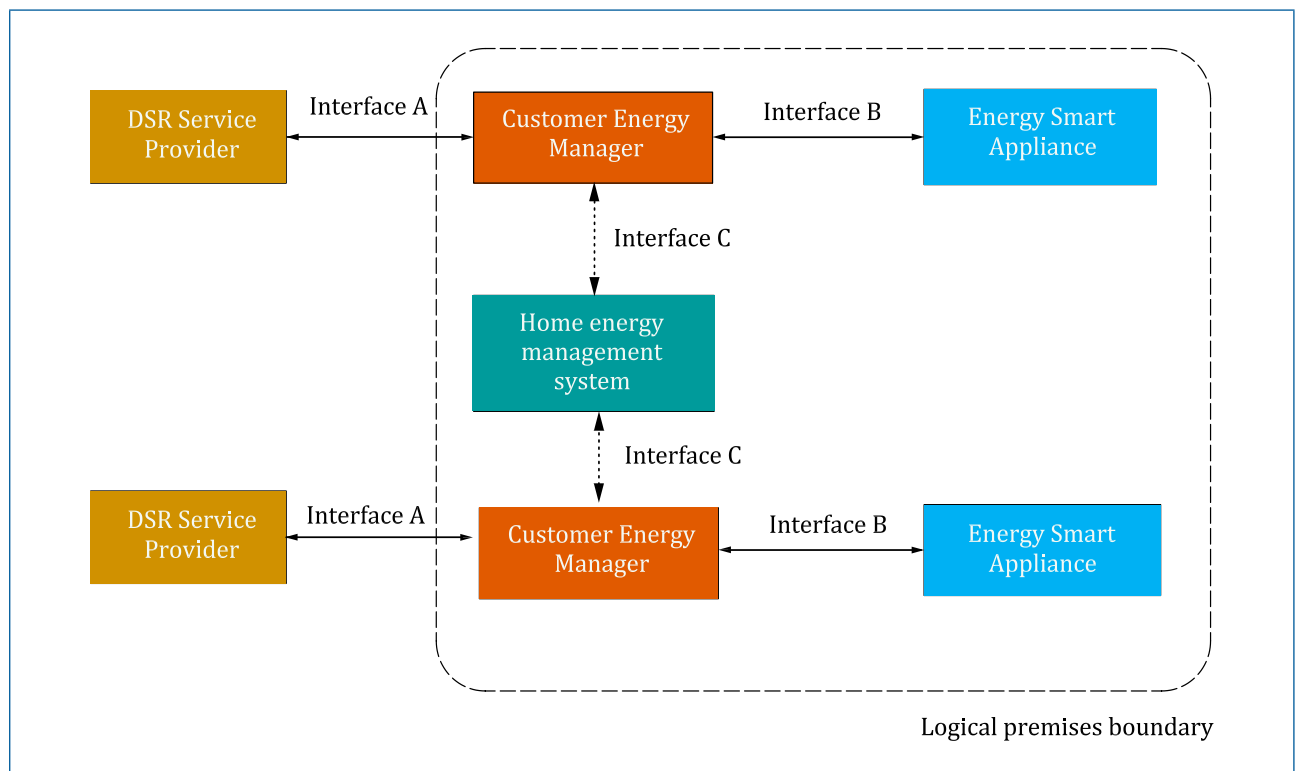 DSR Service
Provider
Interface A
Customer Energy
Manager
Interface B
Energy Smart
Appliance
Interface C
Home energy
management
system
Interface C
DSR Service
Provider
Interface A
Customer Energy
Manager
Interface B
Energy Smart
Appliance
Logical premises boundary